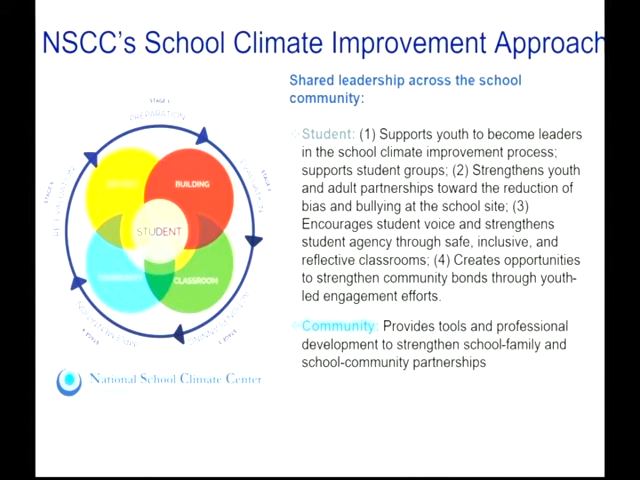 NSCC's School Climate Improvement Approach
Shared leadership across the school
community:
Student: (1) Supports youth to become leaders
in the school climate improvement process;
supports student groups; (2) Strengthens youth
and adult partnerships toward the reduction of
bias and bullying at the school site; (3)
Encourages student voice and strengthens
student agency through safe, inclusive, and
reflective classrooms; (4) Creates opportunities
to strengthen community bonds through youth-
led engagement efforts.
Community: Provides tools and professional
development to strengthen school-family and
school-community partnerships
PREPARATION
BUILDING
STUDENT
COMMUNITY
CLASSROOM
National School Climate Center